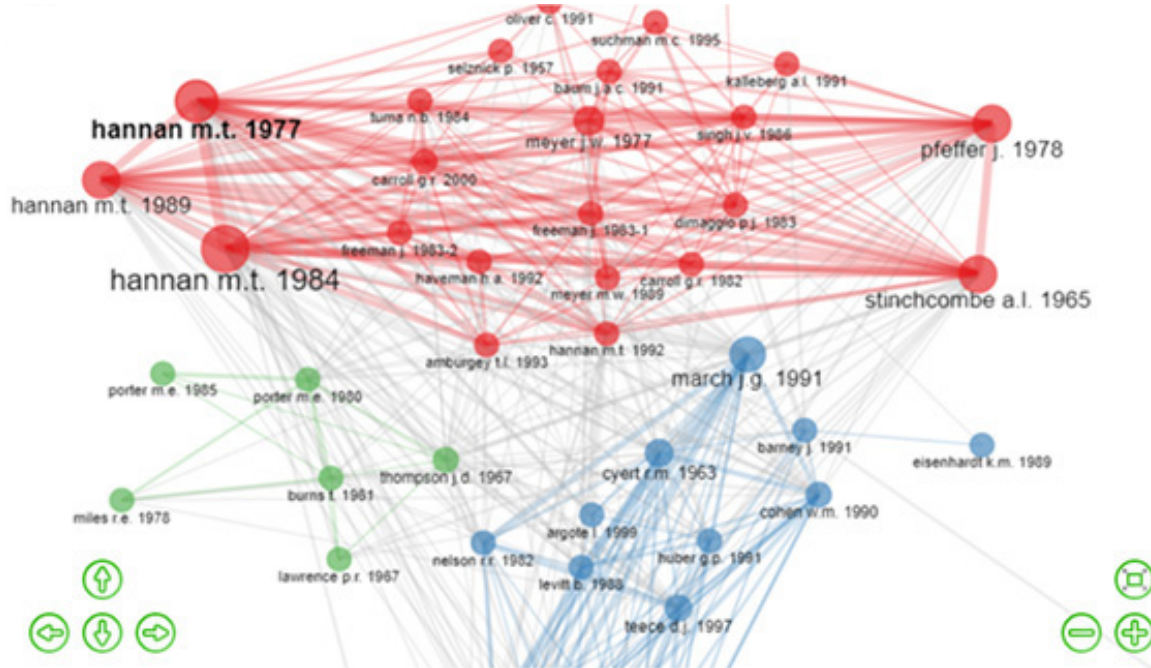 oliver c. 1991
suchman m.c. 1995
selznick p. 1957
kalleberg a.l. 1991
baum j.a.c. 1991
tuma n.b. 1984
hannan m.t. 1977
meyer j.w. 1977
singh j.v. 1986
pfeffer j. 1978
carroll g.r. 2000
hannan m.t. 1989
dimaggio p.j. 1983
freeman j. 1983-1
freeman j. 1983-2
haveman h.a. 1992
carroll g.r. 1982
hannan m.t. 1984
meyer m.w. 1989
stinchcombe a.l. 1965
hannan m.t. 1992
amburgey t.l. 1993
march j.g. 1991
porter m.e. 1985
porter m.e. 1980
barney j. 1991
eisenhardt k.m. 1989
thompson j.d. 1967
cyert r.m. 1963
burns t. 1961
miles r.e. 1978
cohen w.m. 1990
argote l. 1999
nelson r.r. 1982
huber g.p. 1991
lawrence p.r. 1967
levitt b. 1988
teece d.j. 1997